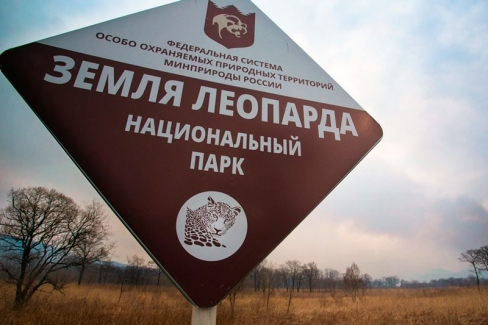 ФЕДЕРАЛЬНАЯ СИСТЕМА
ОСОБО ОХРАНЯЕМЫХ ПРИРОДНЫХ ТЕРРИТОРИЙ
МИНПРИРОДЫ РОССИИ
ЗЕМЛЯ ЛЕОПАРДА
НАЦИОНАЛЬНЫЙ
ПАРК